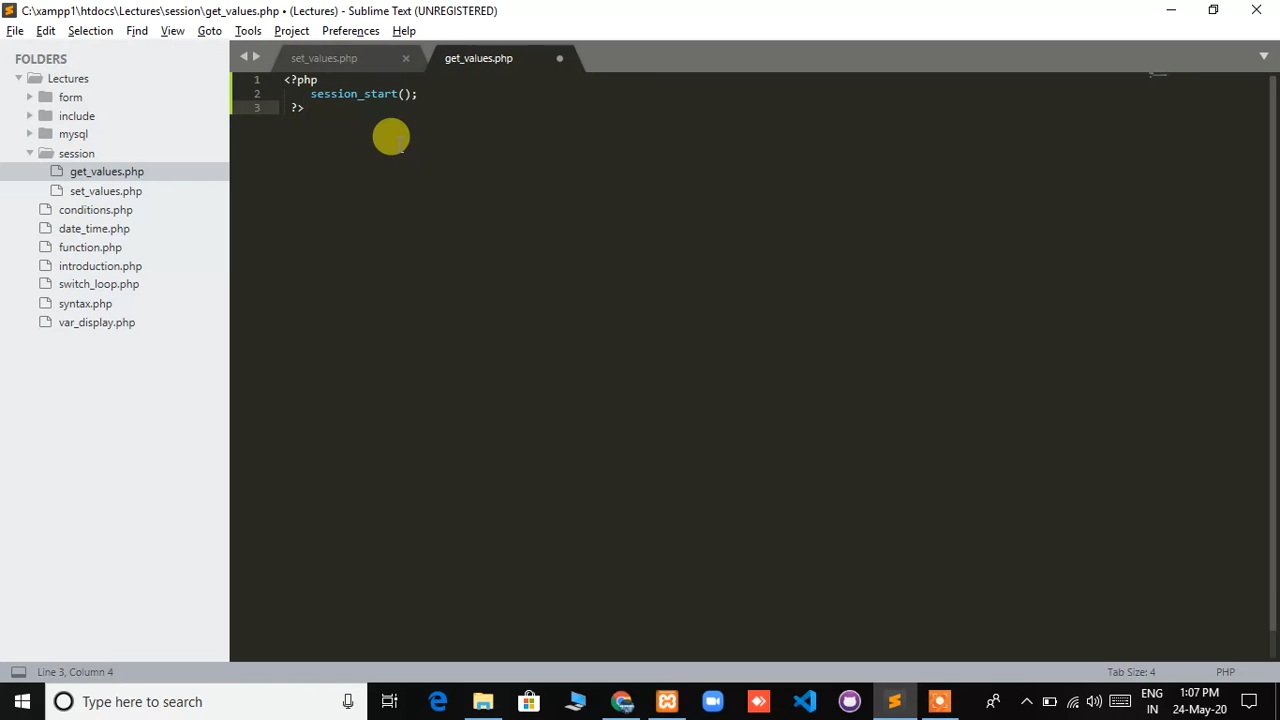 C:\xampp1\htdocs\Lectures\session\get_values.php • (Lectures) - Sublime Text (UNREGISTERED)
File Edit Selection Find View Goto Tools Project Preferences Help
FOLDERS
Lectures
form
include
mysql
session
get_values.php
set_values.php
conditions.php
date_time.php
function.php
introduction.php
switch_loop.php
syntax.php
var_display.php
set_values.php × get_values.php
1 <?php
2 session_start();
3 ?>
Line 3, Column 4 Tab Size: 4 PHP
Type here to search
ENG
IN
1:07 PM
24-May-20